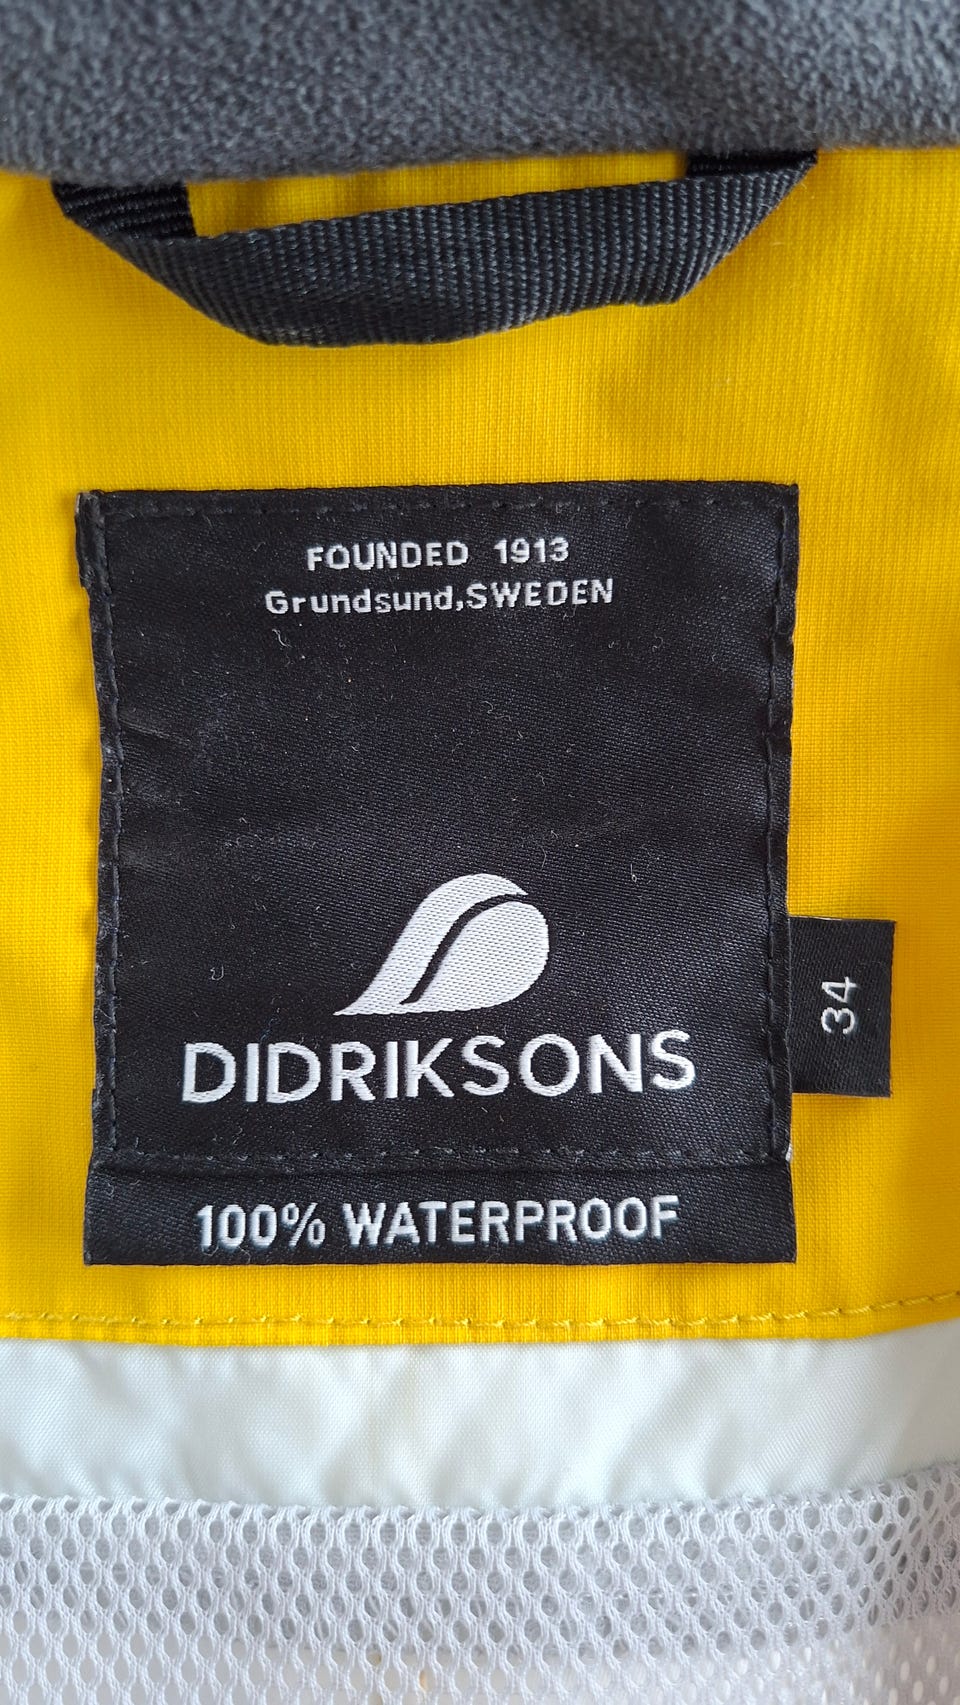 FOUNDED 1913
Grundsund,SWEDEN
DIDRIKSONS
34
100% WATERPROOF